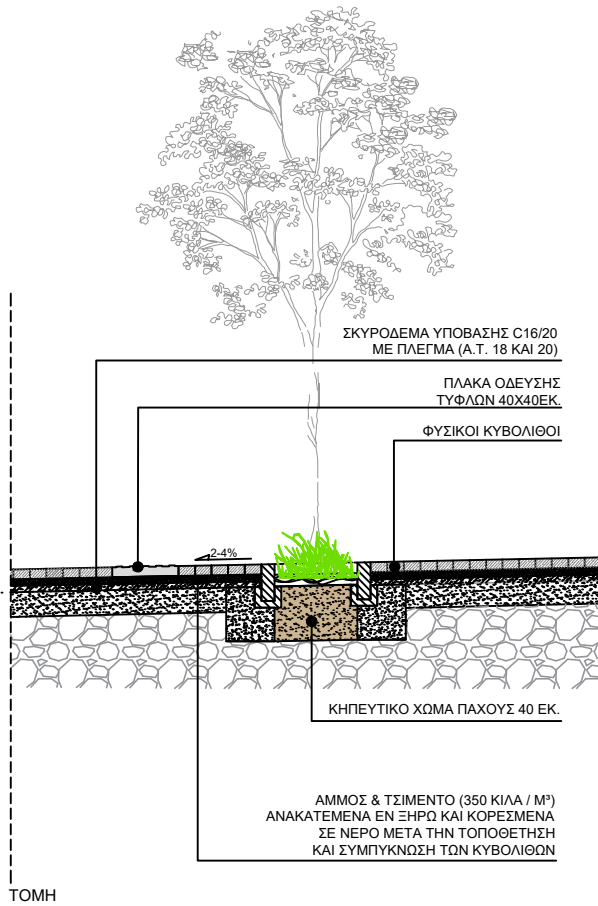 ΣΚΥΡΟΔΕΜΑ ΥΠΟΒΑΣΗΣ C16/20
ΜΕ ΠΛΕΓΜΑ (Α.Τ. 18 ΚΑΙ 20)
ΠΛΑΚΑ ΟΔΕΥΣΗΣ
ΤΥΦΛΩΝ 40Χ40ΕΚ.
ΦΥΣΙΚΟΙ ΚΥΒΟΛΙΘΟΙ
2-4%
ΚΗΠΕΥΤΙΚΟ ΧΩΜΑ ΠΑΧΟΥΣ 40 ΕΚ.
ΑΜΜΟΣ & ΤΣΙΜΕΝΤΟ (350 ΚΙΛΑ / Μ³)
ΑΝΑΚΑΤΕΜΕΝΑ ΕΝ ΞΗΡΩ ΚΑΙ ΚΟΡΕΣΜΕΝΑ
ΣΕ ΝΕΡΟ ΜΕΤΑ ΤΗΝ ΤΟΠΟΘΕΤΗΣΗ
ΚΑΙ ΣΥΜΠΥΚΝΩΣΗ ΤΩΝ ΚΥΒΟΛΙΘΩΝ
ΤΟΜΗ